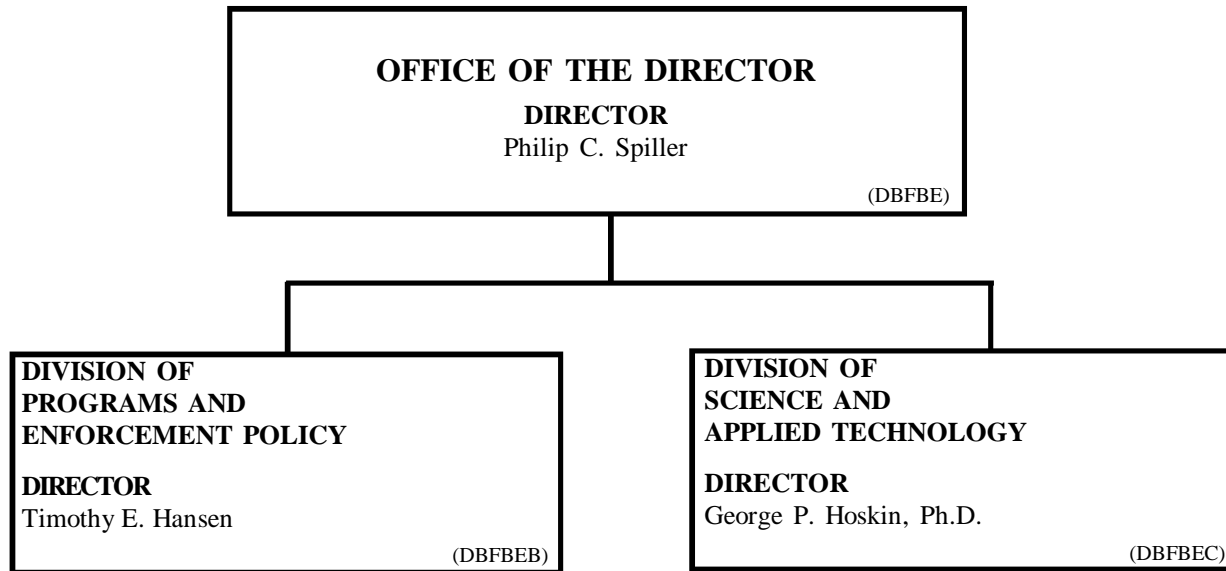 OFFICE OF THE DIRECTOR
DIRECTOR
Philip C. Spiller
(DBFBE)
DIVISION OF
PROGRAMS AND
ENFORCEMENT POLICY
DIRECTOR
Timothy E. Hansen
(DBFBEB)
DIVISION OF
SCIENCE AND
APPLIED TECHNOLOGY
DIRECTOR
George P. Hoskin, Ph.D.
(DBFBEC)